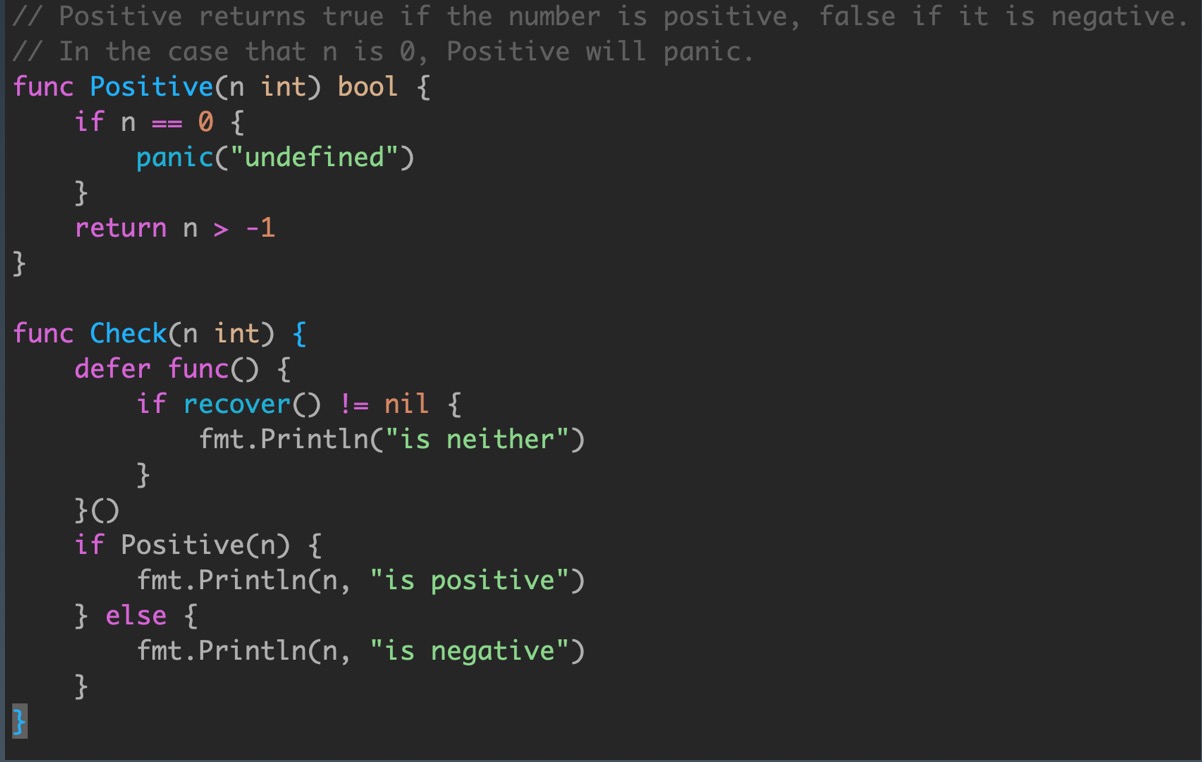 // Positive returns true if the number is positive, false if it is negative.
// In the case that n is 0, Positive will panic.
func Positive(n int) bool {
    if n == 0 {
        panic("undefined")
    }
    return n > -1
}

func Check(n int) {
    defer func() {
        if recover() != nil {
            fmt.Println("is neither")
        }
    }()
    if Positive(n) {
        fmt.Println(n, "is positive")
    } else {
        fmt.Println(n, "is negative")
    }
}